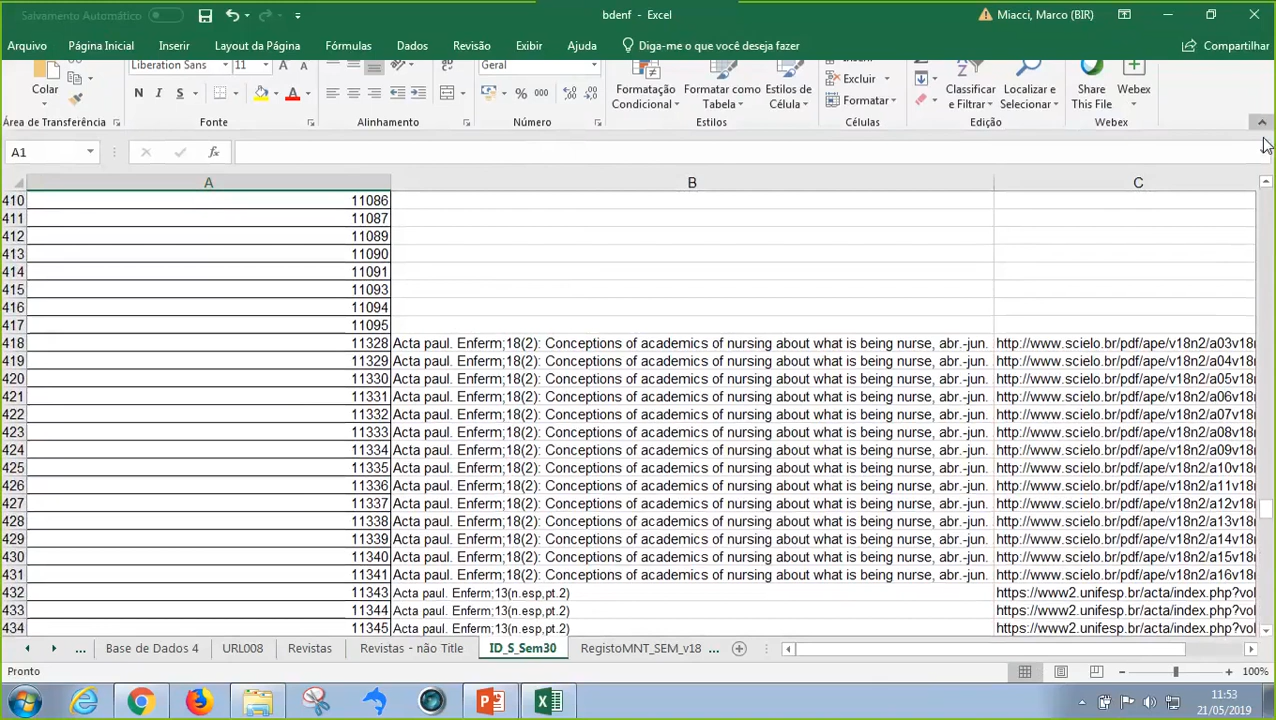 Salvamento Automático
bdenf - Excel
Miacci, Marco (BIR)
Arquivo Página Inicial Inserir Layout da Página Fórmulas Dados Revisão Exibir Ajuda Diga-me o que você deseja fazer Compartilhar
Liberation Sans 11 Geral
Colar N I S A % 000 Formatação Condicional Formatar como Tabela Estilos de Célula Excluir Formatar Classificar e Filtrar Localizar e Selecionar Share This File Webex
Área de Transferência Fonte Alinhamento Número Estilos Células Edição Webex
A1 fx
A B C
410 11086
411 11087
412 11089
413 11090
414 11091
415 11093
416 11094
417 11095
418 11328 Acta paul. Enferm;18(2): Conceptions of academics of nursing about what is being nurse, abr.-jun. http://www.scielo.br/pdf/ape/v18n2/a03v18n
419 11329 Acta paul. Enferm;18(2): Conceptions of academics of nursing about what is being nurse, abr.-jun. http://www.scielo.br/pdf/ape/v18n2/a04v18n
420 11330 Acta paul. Enferm;18(2): Conceptions of academics of nursing about what is being nurse, abr.-jun. http://www.scielo.br/pdf/ape/v18n2/a05v18n
421 11331 Acta paul. Enferm;18(2): Conceptions of academics of nursing about what is being nurse, abr.-jun. http://www.scielo.br/pdf/ape/v18n2/a06v18n
422 11332 Acta paul. Enferm;18(2): Conceptions of academics of nursing about what is being nurse, abr.-jun. http://www.scielo.br/pdf/ape/v18n2/a07v18n
423 11333 Acta paul. Enferm;18(2): Conceptions of academics of nursing about what is being nurse, abr.-jun. http://www.scielo.br/pdf/ape/v18n2/a08v18n
424 11334 Acta paul. Enferm;18(2): Conceptions of academics of nursing about what is being nurse, abr.-jun. http://www.scielo.br/pdf/ape/v18n2/a09v18n
425 11335 Acta paul. Enferm;18(2): Conceptions of academics of nursing about what is being nurse, abr.-jun. http://www.scielo.br/pdf/ape/v18n2/a10v18n
426 11336 Acta paul. Enferm;18(2): Conceptions of academics of nursing about what is being nurse, abr.-jun. http://www.scielo.br/pdf/ape/v18n2/a11v18n
427 11337 Acta paul. Enferm;18(2): Conceptions of academics of nursing about what is being nurse, abr.-jun. http://www.scielo.br/pdf/ape/v18n2/a12v18n
428 11338 Acta paul. Enferm;18(2): Conceptions of academics of nursing about what is being nurse, abr.-jun. http://www.scielo.br/pdf/ape/v18n2/a13v18n
429 11339 Acta paul. Enferm;18(2): Conceptions of academics of nursing about what is being nurse, abr.-jun. http://www.scielo.br/pdf/ape/v18n2/a14v18n
430 11340 Acta paul. Enferm;18(2): Conceptions of academics of nursing about what is being nurse, abr.-jun. http://www.scielo.br/pdf/ape/v18n2/a15v18n
431 11341 Acta paul. Enferm;18(2): Conceptions of academics of nursing about what is being nurse, abr.-jun. http://www.scielo.br/pdf/ape/v18n2/a16v18n
432 11343 Acta paul. Enferm;13(n.esp,pt.2) https://www2.unifesp.br/acta/index.php?vol
433 11344 Acta paul. Enferm;13(n.esp,pt.2) https://www2.unifesp.br/acta/index.php?vol
434 11345 Acta paul. Enferm;13(n.esp,pt.2) https://www2.unifesp.br/acta/index.php?vol
... Base de Dados 4 URL008 Revistas Revistas - não Title ID_S_Sem30 RegistoMNT_SEM_v18 ...
Pronto 100%
11:53
21/05/2019